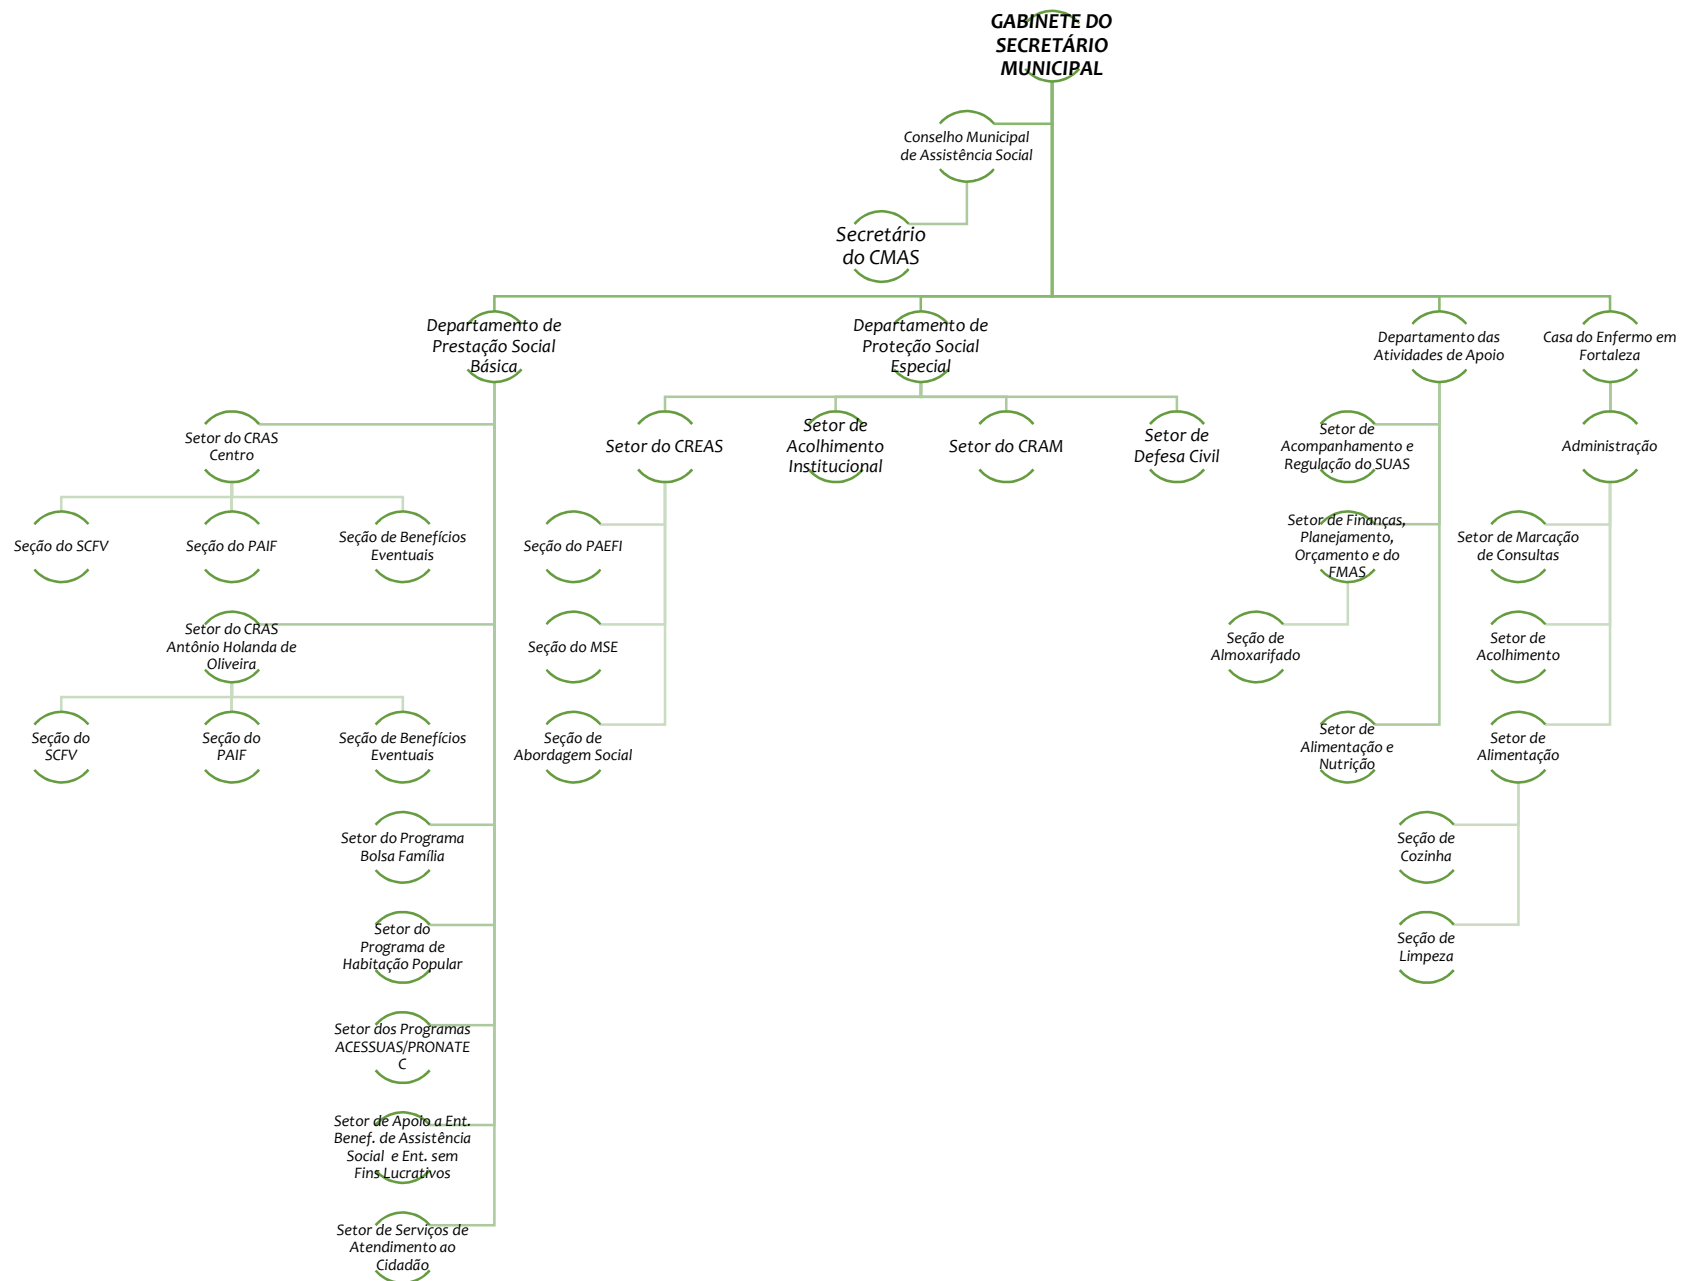 GABINETE DO
SECRETÁRIO
MUNICIPAL
Conselho Municipal
de Assistência Social
Secretário
do CMAS
Departamento de
Prestação Social
Básica
Departamento de
Proteção Social
Especial
Departamento das
Atividades de Apoio
Casa do Enfermo em
Fortaleza
Setor do CRAS
Centro
Seção do SCFV
Seção do PAIF
Seção de Benefícios
Eventuais
Setor do CRAS
Antônio Holanda de
Oliveira
Seção do
SCFV
Seção do
PAIF
Seção de Benefícios
Eventuais
Setor do Programa
Bolsa Família
Setor do
Programa de
Habitação Popular
Setor dos Programas
ACESSUAS/PRONATE
C
Setor de Apoio a Ent.
Benef. de Assistência
Social e Ent. sem
Fins Lucrativos
Setor de Serviços de
Atendimento ao
Cidadão
Setor do CREAS
Seção do PAEFI
Seção do MSE
Seção de
Abordagem Social
Setor de
Acolhimento
Institucional
Setor do CRAM
Setor de
Defesa Civil
Setor de
Acompanhamento e
Regulação do SUAS
Setor de Finanças,
Planejamento,
Orçamento e do
FMAS
Seção de
Almoxarifado
Setor de
Alimentação e
Nutrição
Administração
Setor de Marcação
de Consultas
Setor de
Acolhimento
Setor de
Alimentação
Seção de
Cozinha
Seção de
Limpeza